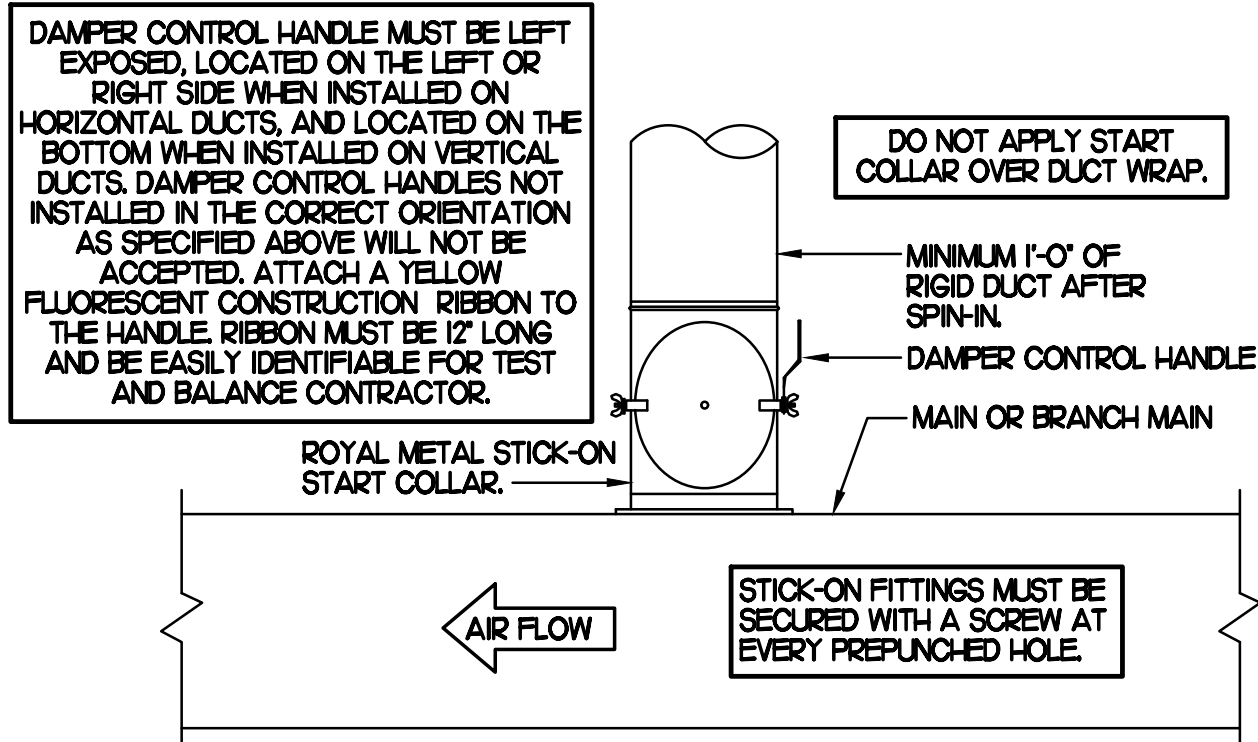 DAMPER CONTROL HANDLE MUST BE LEFT
EXPOSED, LOCATED ON THE LEFT OR
RIGHT SIDE WHEN INSTALLED ON
HORIZONTAL DUCTS, AND LOCATED ON THE
BOTTOM WHEN INSTALLED ON VERTICAL
DUCTS. DAMPER CONTROL HANDLES NOT
INSTALLED IN THE CORRECT ORIENTATION
AS SPECIFIED ABOVE WILL NOT BE
ACCEPTED. ATTACH A YELLOW
FLUORESCENT CONSTRUCTION RIBBON TO
THE HANDLE. RIBBON MUST BE 12" LONG
AND BE EASILY IDENTIFIABLE FOR TEST
AND BALANCE CONTRACTOR.
DO NOT APPLY START
COLLAR OVER DUCT WRAP.
MINIMUM 1'-0" OF
RIGID DUCT AFTER
SPIN-IN.
DAMPER CONTROL HANDLE
MAIN OR BRANCH MAIN
ROYAL METAL STICK-ON
START COLLAR.
AIR FLOW
STICK-ON FITTINGS MUST BE
SECURED WITH A SCREW AT
EVERY PREPUNCHED HOLE.